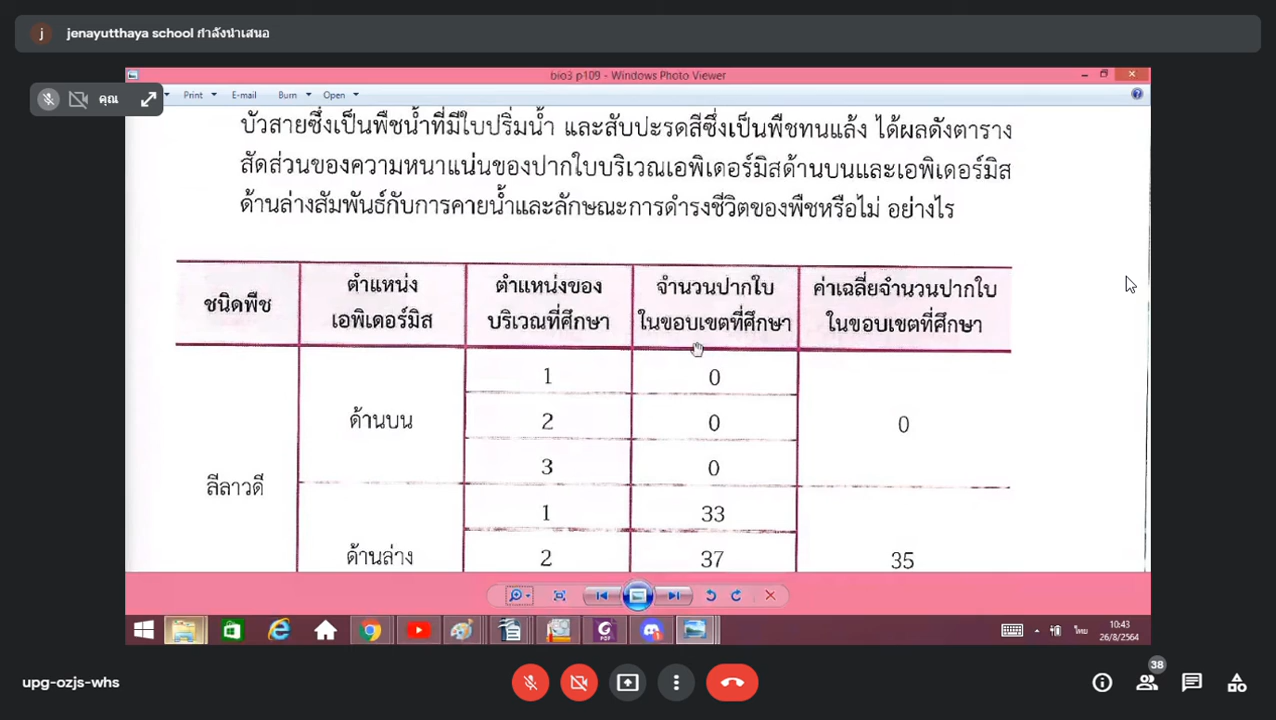 j jenayutthaya school กำลังนำเสนอ
bio3 p109 - Windows Photo Viewer
คุณ
Print E-mail Burn Open
บัวสายซึ่งเป็นพืชน้ำที่มีใบปริ่มน้ำ และสับปะรดสีซึ่งเป็นพืชทนแล้ง ได้ผลดังตาราง
สัดส่วนของความหนาแน่นของปากใบบริเวณเอพิเดอร์มิสด้านบนและเอพิเดอร์มิส
ด้านล่างสัมพันธ์กับการคายน้ำและลักษณะการดำรงชีวิตของพืชหรือไม่ อย่างไร
ชนิดพืช
ตำแหน่ง
เอพิเดอร์มิส
ตำแหน่งของ
บริเวณที่ศึกษา
จำนวนปากใบ
ในขอบเขตที่ศึกษา
ค่าเฉลี่ยจำนวนปากใบ
ในขอบเขตที่ศึกษา
ลีลาวดี
ด้านบน
1 0
2 0
3 0
0
ด้านล่าง
1 33
2 37
35
ไทย
10:43
26/8/2564
upg-ozjs-whs
38